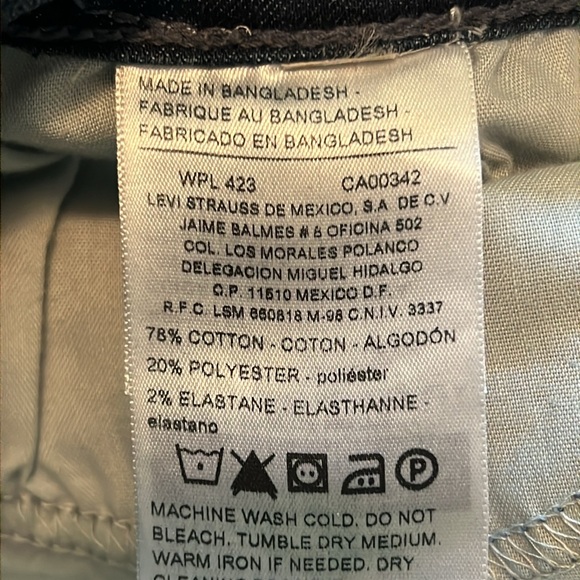 MADE IN BANGLADESH -
FABRIQUE AU BANGLADESH -
FABRICADO EN BANGLADESH
WPL 423 CA00342
LEVI STRAUSS DE MEXICO, S.A. DE C.V
JAIME BALMES # 8 OFICINA 502
COL. LOS MORALES POLANCO
DELEGACION MIGUEL HIDALGO
C.P. 11510 MEXICO D.F.
R.F.C. LSM 860818 M-98 C.N.I.V. 3337
78% COTTON - COTON - ALGODÓN
20% POLYESTER - poliéster
2% ELASTANE - ELASTHANNE -
elastano
P
MACHINE WASH COLD. DO NOT
BLEACH. TUMBLE DRY MEDIUM.
WARM IRON IF NEEDED. DRY